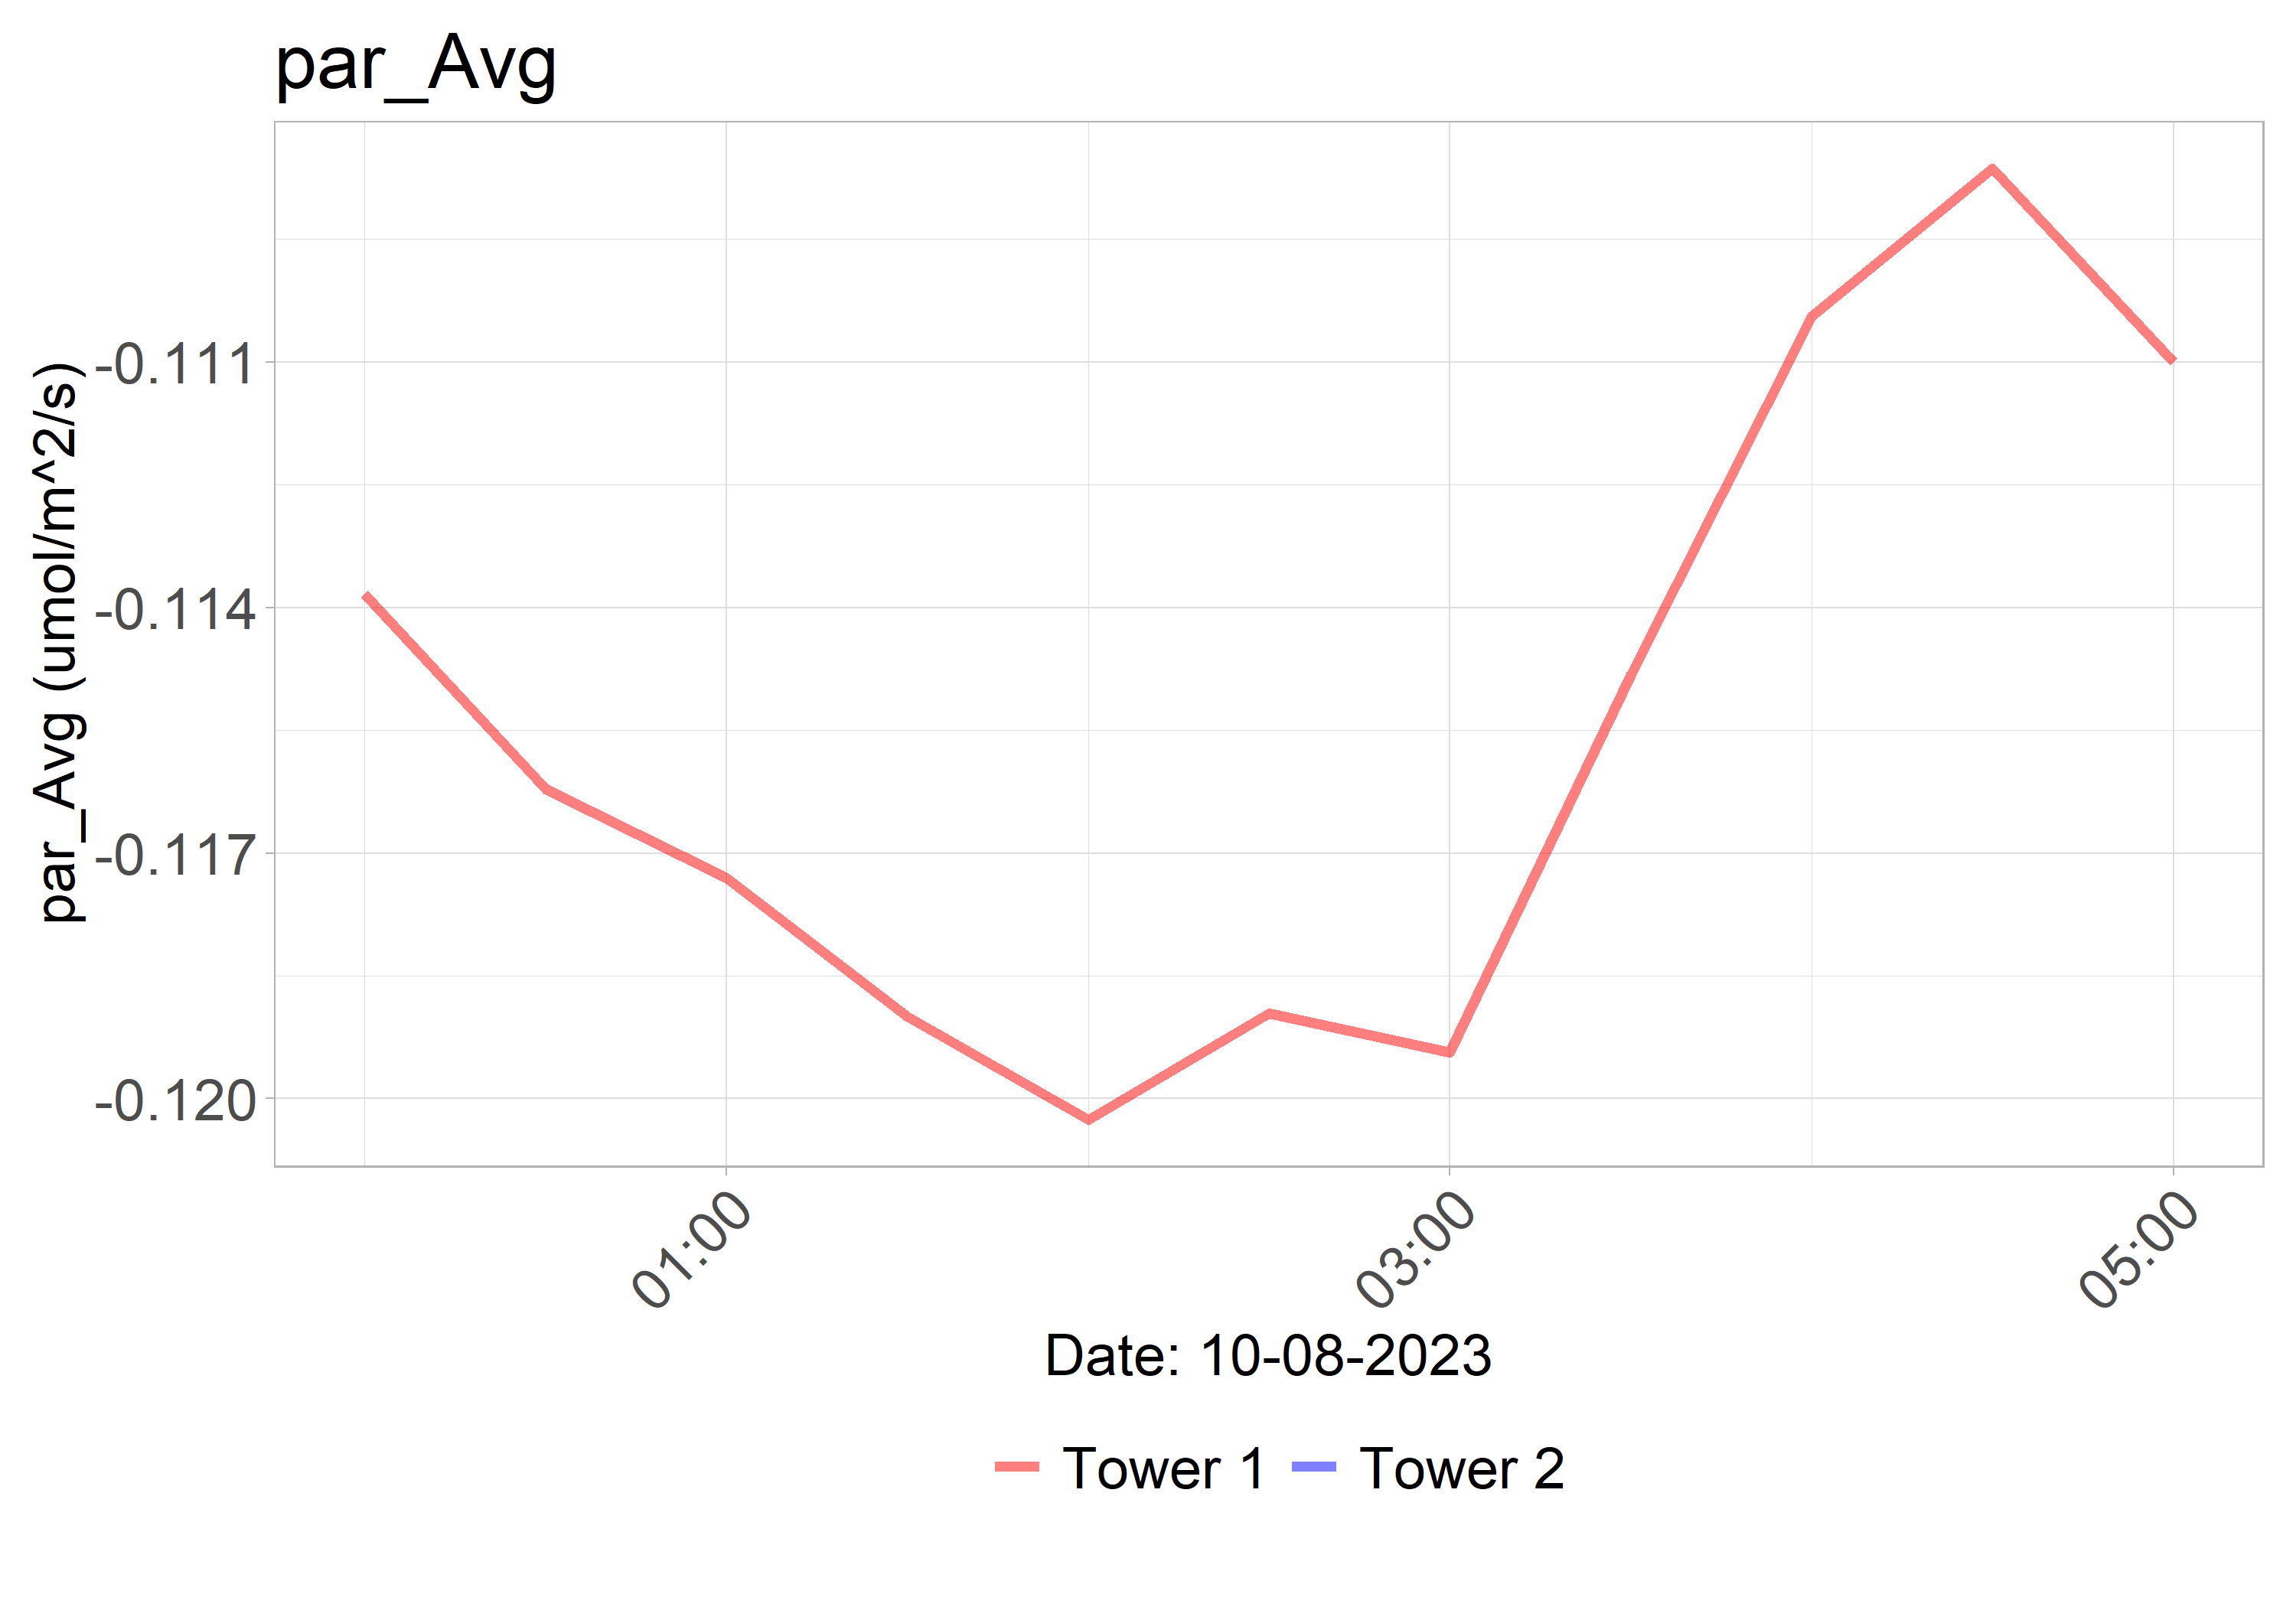 par_Avg
par_Avg (umol/m^2/s)
-0.111
-0.114
-0.117
-0.120
01:00
03:00
05:00
Date: 10-08-2023
Tower 1
Tower 2